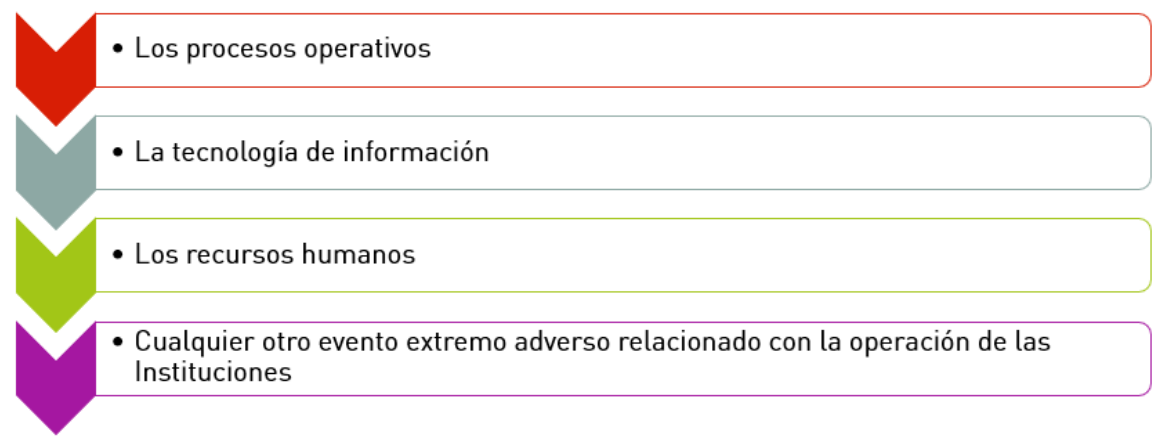 • Los procesos operativos
• La tecnología de información
• Los recursos humanos
• Cualquier otro evento extremo adverso relacionado con la operación de las
Instituciones